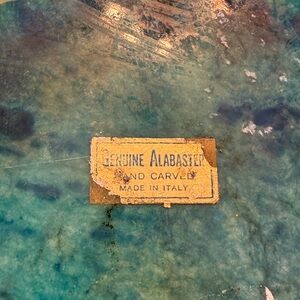 GENUINE ALABASTER
HAND CARVED
MADE IN ITALY